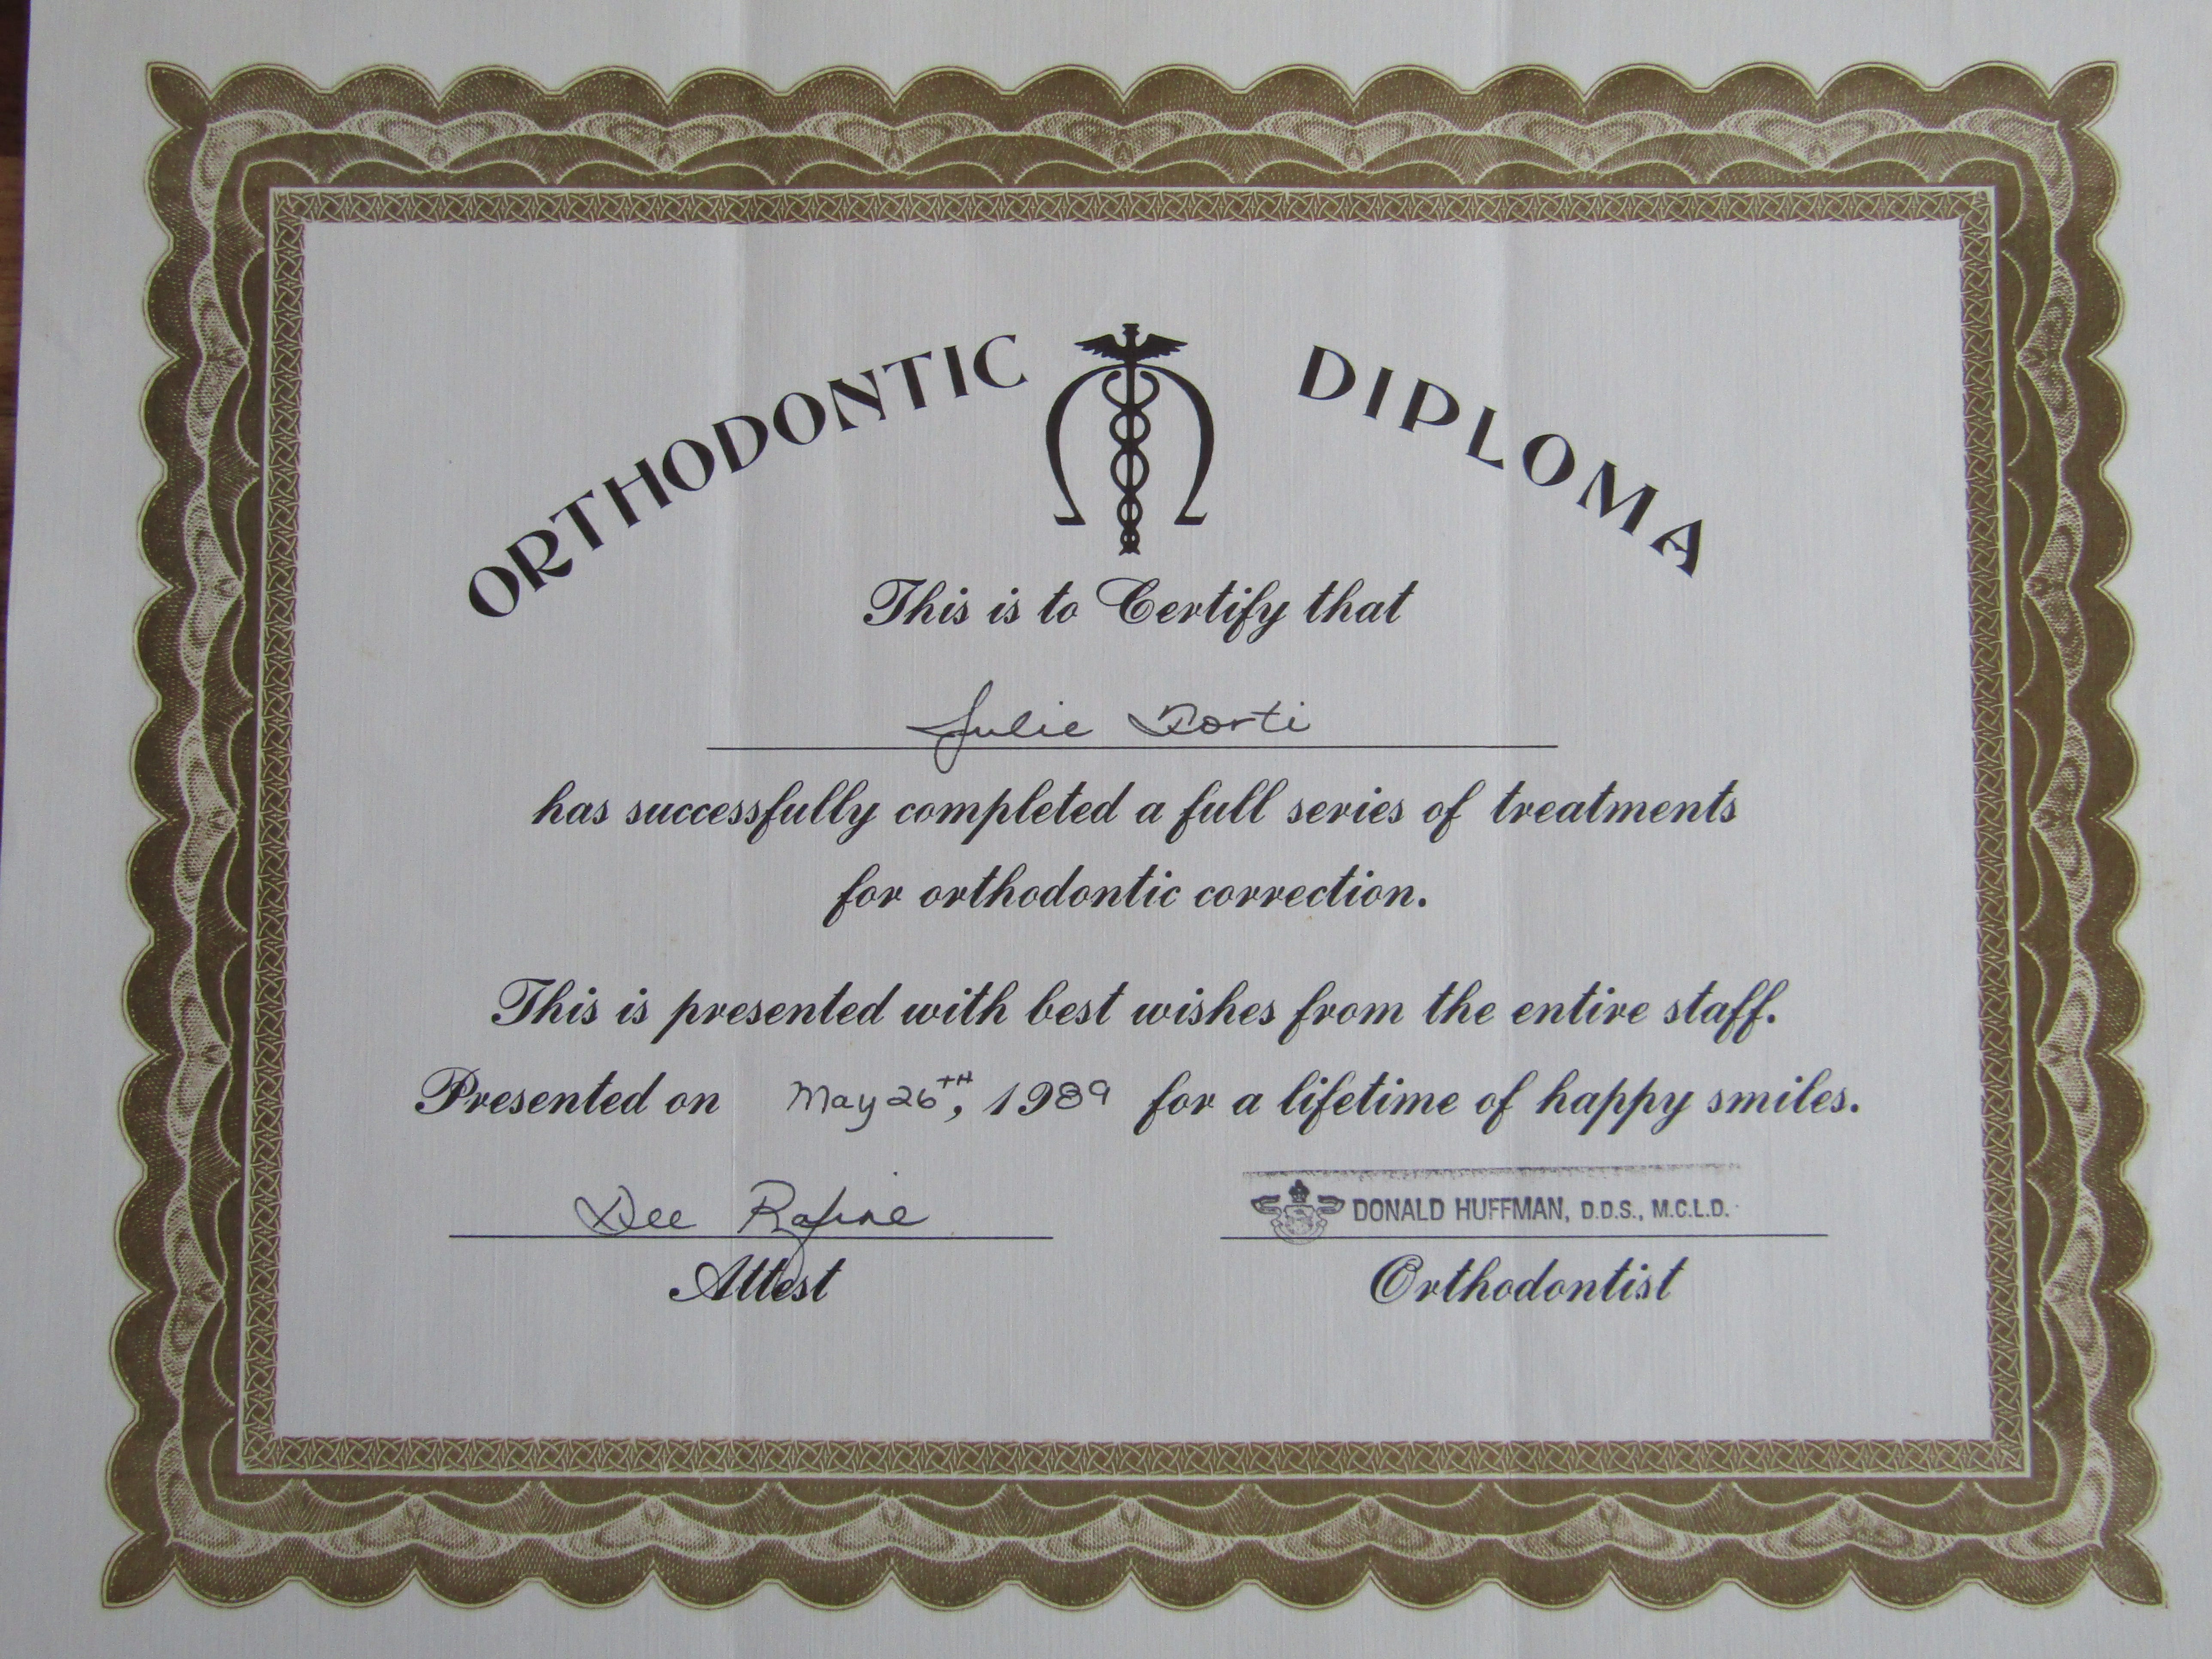 ORTHODONTIC DIPLOMA
This is to Certify that
Julie
has successfully completed a full series of treatments
for orthodontic correction.
This is presented with best wishes from the entire staff.
Presented on May 26TH, 1989 for a lifetime of happy smiles.
Dee
DONALD HUFFMAN, D.D.S., M.C.L.D.
Attest Orthodontist